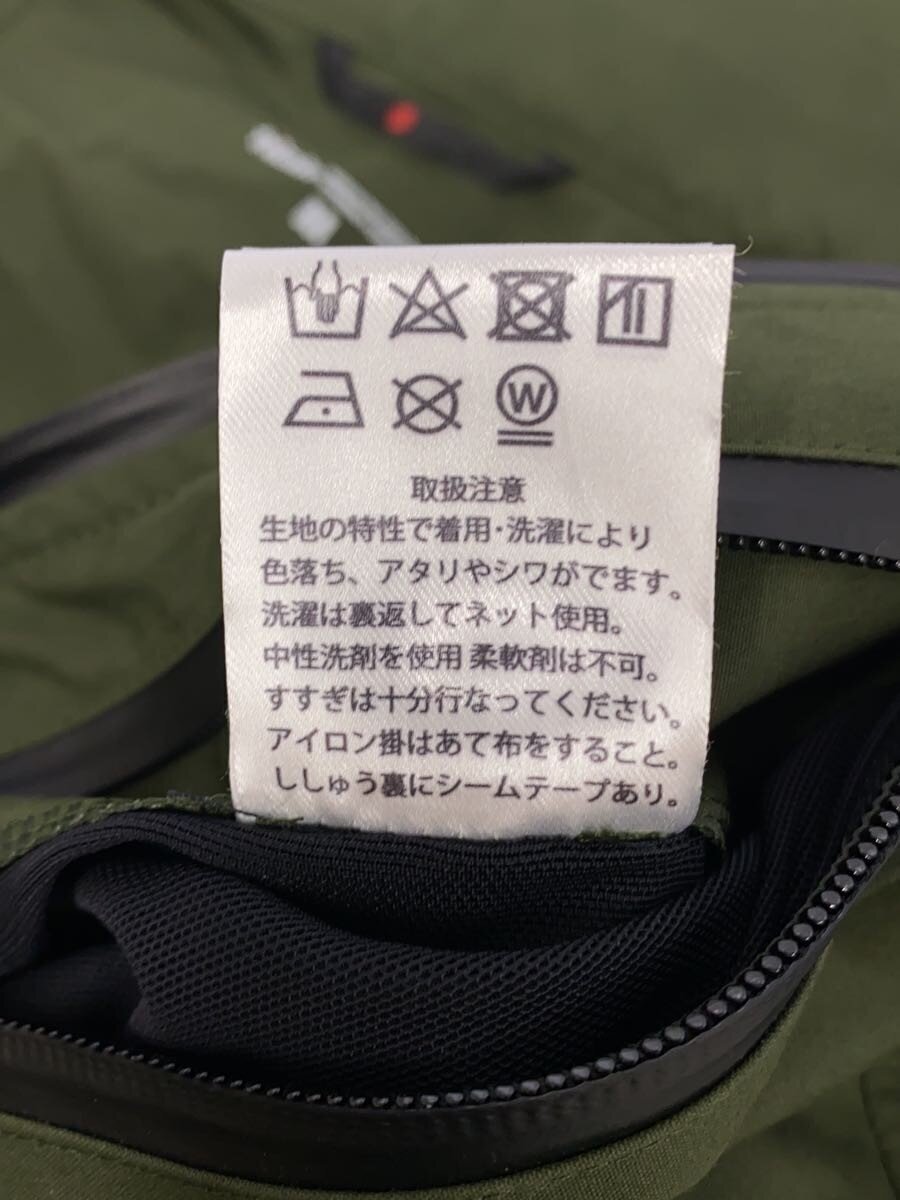 W
取扱注意
生地の特性で着用・洗濯により
色落ち、アタリやシワがでます。
洗濯は裏返してネット使用。
中性洗剤を使用 柔軟剤は不可。
すすぎは十分行なってください。
アイロン掛はあて布をすること。
ししゅう裏にシームテープあり。